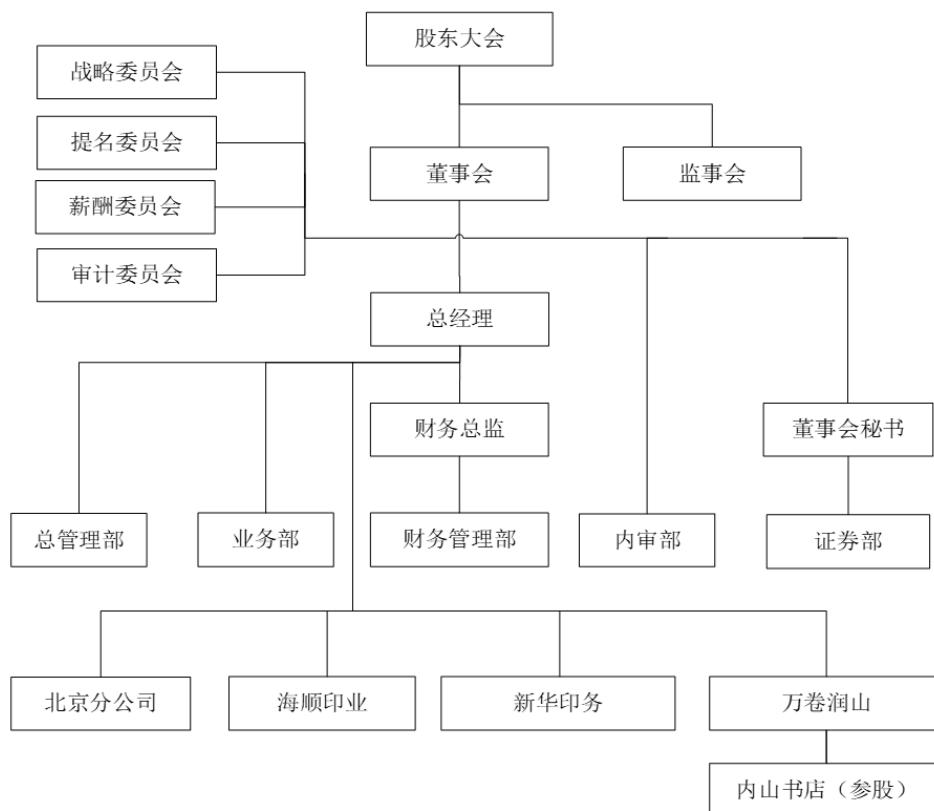 股东大会
战略委员会
提名委员会
董事会
监事会
薪酬委员会
审计委员会
总经理
财务总监
董事会秘书
总管理部
业务部
财务管理部
内审部
证券部
北京分公司
海顺印业
新华印务
万卷润山
内山书店（参股）